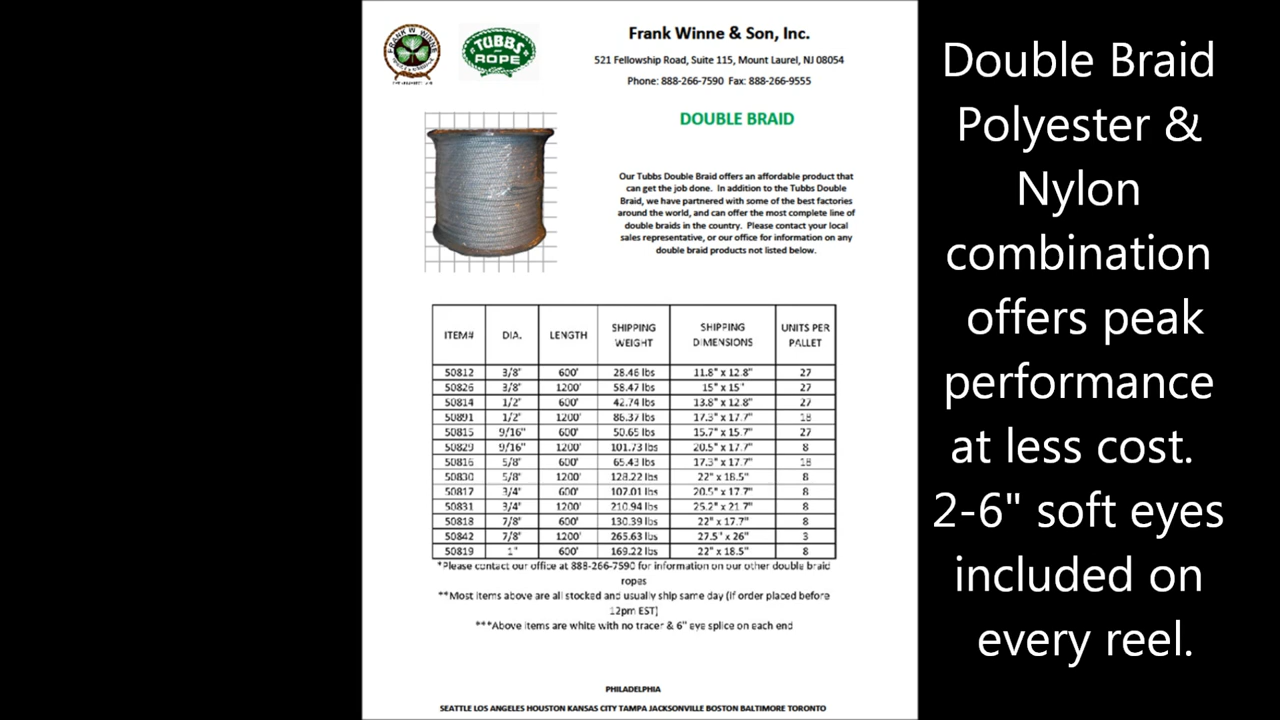 FRANK W. WINNE
TUBBS
ROPE
Frank Winne & Son, Inc.
521 Fellowship Road, Suite 115, Mount Laurel, NJ 08054
Phone: 888-266-7590 Fax: 888-266-9555
DOUBLE BRAID
Our Tubbs Double Braid offers an affordable product that
can get the job done. In addition to the Tubbs Double
Braid, we have partnered with some of the best factories
around the world, and can offer the most complete line of
double braids in the country. Please contact your local
sales representative, or our office for information on any
double braid products not listed below.
ITEM# DIA. LENGTH SHIPPING WEIGHT SHIPPING DIMENSIONS UNITS PER PALLET
50812 3/8" 600' 28.46 lbs 11.8" x 12.8" 27
50826 3/8" 1200' 58.47 lbs 15" x 15" 27
50814 1/2" 600' 42.74 lbs 13.8" x 12.8" 27
50891 1/2" 1200' 86.37 lbs 17.3" x 17.7" 18
50815 9/16" 600' 50.65 lbs 15.7" x 15.7" 27
50829 9/16" 1200' 101.73 lbs 20.5" x 17.7" 8
50816 5/8" 600' 65.43 lbs 17.3" x 17.7" 18
50830 5/8" 1200' 128.22 lbs 22" x 18.5" 8
50817 3/4" 600' 107.01 lbs 20.5" x 17.7" 8
50831 3/4" 1200' 210.94 lbs 25.2" x 21.7" 8
50818 7/8" 600' 130.39 lbs 22" x 17.7" 8
50842 7/8" 1200' 265.63 lbs 27.5" x 26" 3
50819 1" 600' 169.22 lbs 22" x 18.5" 8
*Please contact our office at 888-266-7590 for information on our other double braid
ropes
**Most items above are all stocked and usually ship same day (if order placed before
12pm EST)
***Above items are white with no tracer & 6" eye splice on each end
PHILADELPHIA
SEATTLE LOS ANGELES HOUSTON KANSAS CITY TAMPA JACKSONVILLE BOSTON BALTIMORE TORONTO
Double Braid
Polyester &
Nylon
combination
offers peak
performance
at less cost.
2-6" soft eyes
included on
every reel.